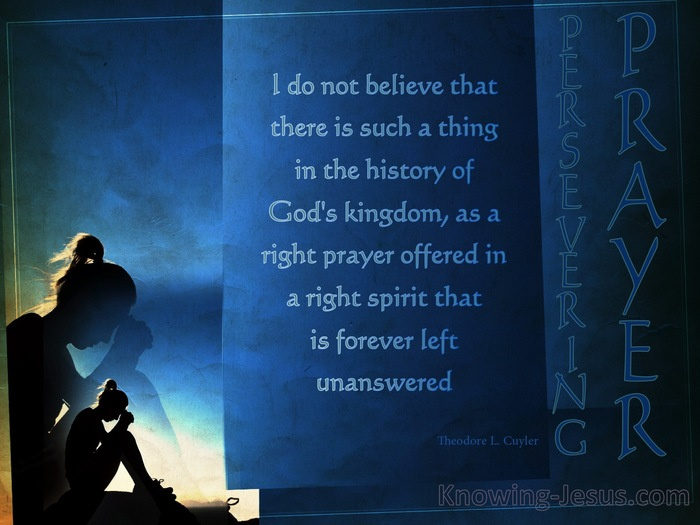 I do not believe that
there is such a thing
in the history of
God's kingdom, as a
right prayer offered in
a right spirit that
is forever left
unanswered
Theodore L. Cuyler
PERSEVERING
PRAYER
Knowing-Jesus.com